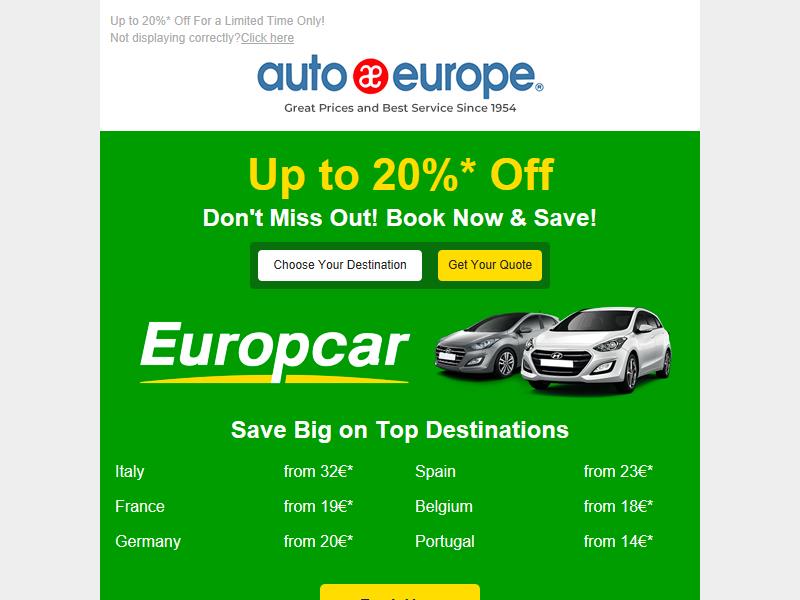 Up to 20%* Off For a Limited Time Only!
Not displaying correctly?Click here
auto æ europe®
Great Prices and Best Service Since 1954
Up to 20%* Off
Don't Miss Out! Book Now & Save!
Choose Your Destination Get Your Quote
Europcar
Save Big on Top Destinations
Italy from 32€* Spain from 23€*
France from 19€* Belgium from 18€*
Germany from 20€* Portugal from 14€*